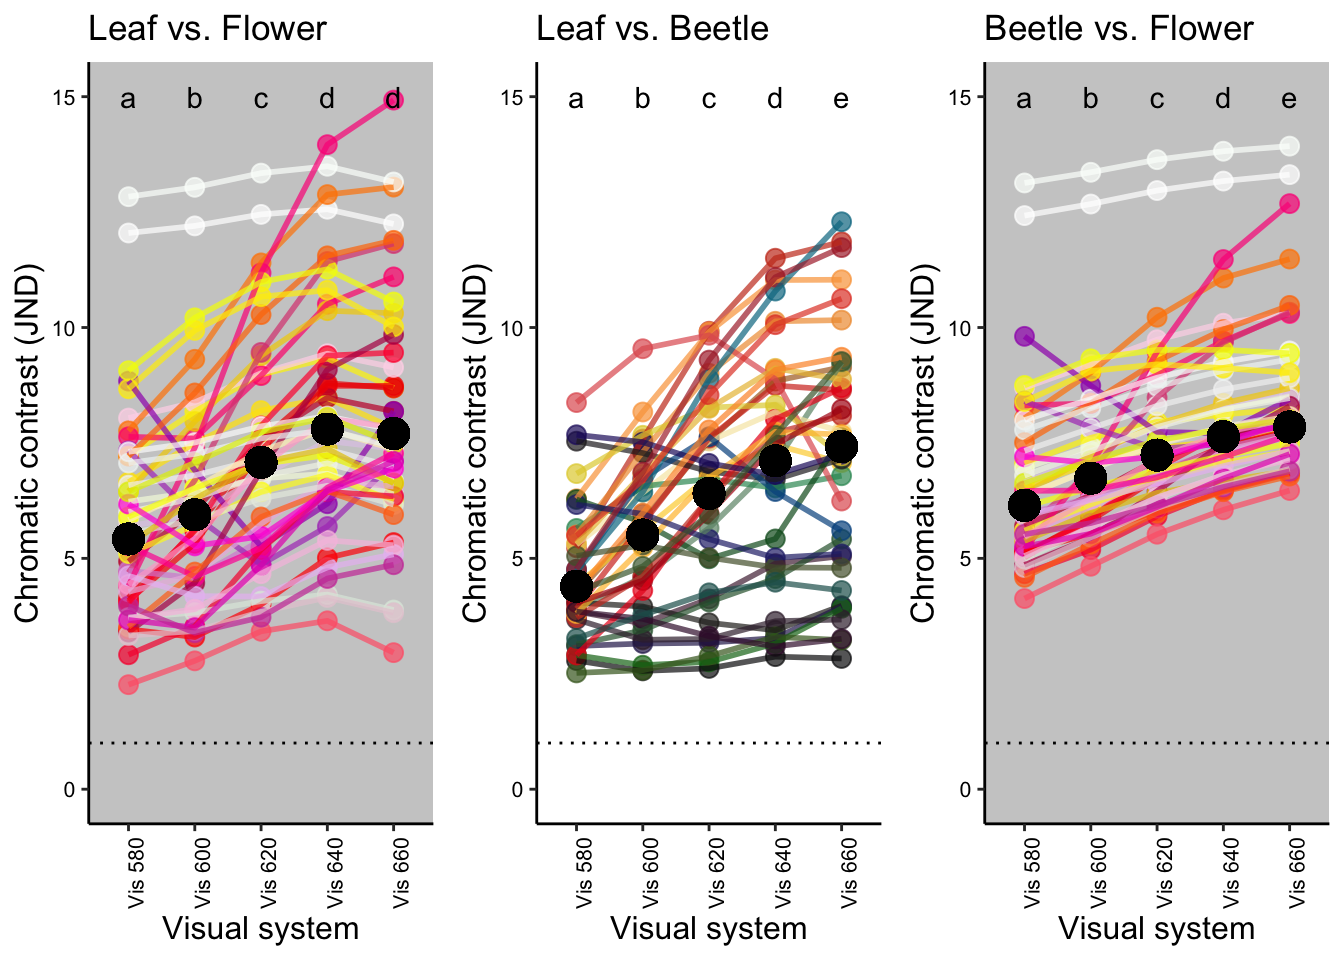 Leaf vs. Flower
Leaf vs. Beetle
Beetle vs. Flower
Chromatic contrast (JND)
15
10
5
0
a b c d d
Vis 580
Vis 600
Vis 620
Vis 640
Vis 660
Visual system
Chromatic contrast (JND)
15
10
5
0
a b c d e
Vis 580
Vis 600
Vis 620
Vis 640
Vis 660
Visual system
Chromatic contrast (JND)
15
10
5
0
a b c d e
Vis 580
Vis 600
Vis 620
Vis 640
Vis 660
Visual system